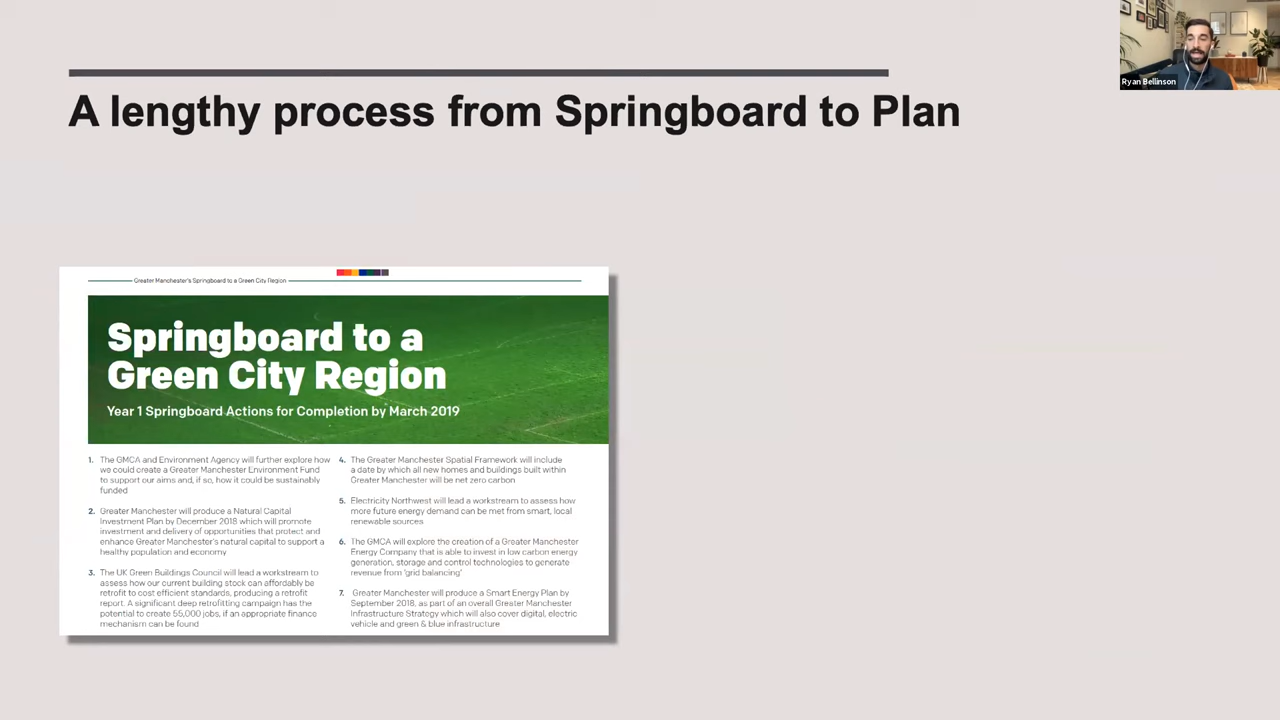 Ryan Bellinson
A lengthy process from Springboard to Plan
Greater Manchester's Springboard to a Green City Region
Springboard to a
Green City Region
Year 1 Springboard Actions for Completion by March 2019
1. The GMCA and Environment Agency will further explore how
we could create a Greater Manchester Environment Fund
to support our aims and, if so, how it could be sustainably
funded
2. Greater Manchester will produce a Natural Capital
Investment Plan by December 2018 which will promote
investment and delivery of opportunities that protect and
enhance Greater Manchester's natural capital to support a
healthy population and economy
3. The UK Green Buildings Council will lead a workstream to
assess how our current building stock can affordably be
retrofit to cost efficient standards, producing a retrofit
report. A significant deep retrofitting campaign has the
potential to create 55,000 jobs, if an appropriate finance
mechanism can be found
4. The Greater Manchester Spatial Framework will include
a date by which all new homes and buildings built within
Greater Manchester will be net zero carbon
5. Electricity Northwest will lead a workstream to assess how
more future energy demand can be met from smart, local
renewable sources
6. The GMCA will explore the creation of a Greater Manchester
Energy Company that is able to invest in low carbon energy
generation, storage and control technologies to generate
revenue from 'grid balancing'
7. Greater Manchester will produce a Smart Energy Plan by
September 2018, as part of an overall Greater Manchester
Infrastructure Strategy which will also cover digital, electric
vehicle and green & blue infrastructure